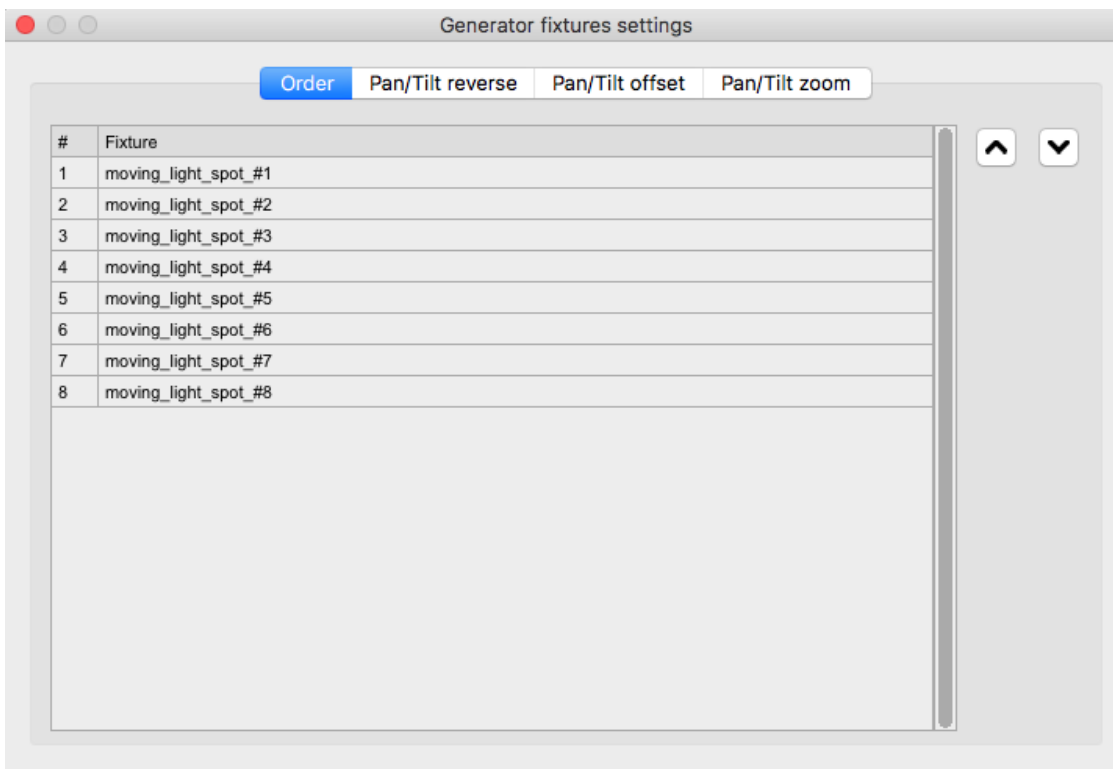 Generator fixtures settings
Order Pan/Tilt reverse Pan/Tilt offset Pan/Tilt zoom
# Fixture
1 moving_light_spot_#1
2 moving_light_spot_#2
3 moving_light_spot_#3
4 moving_light_spot_#4
5 moving_light_spot_#5
6 moving_light_spot_#6
7 moving_light_spot_#7
8 moving_light_spot_#8